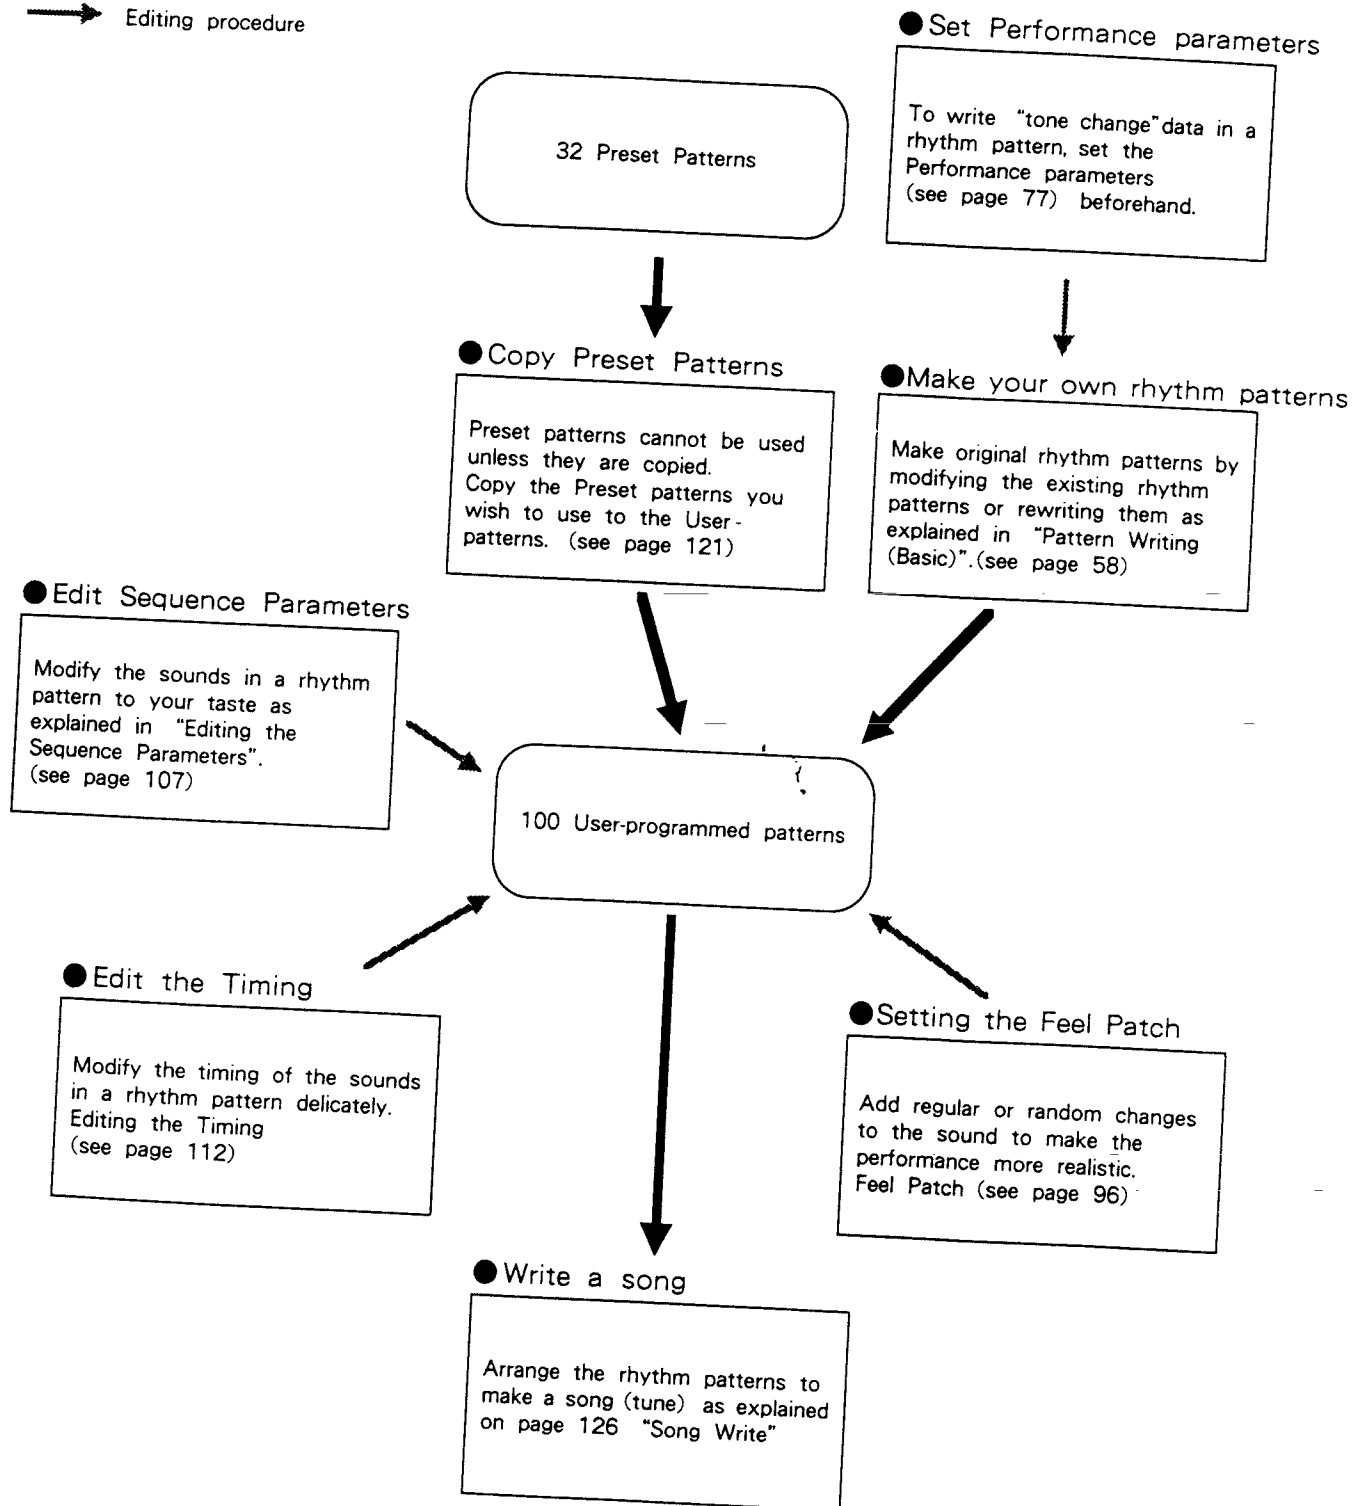 Editing procedure
● Set Performance parameters
To write “tone change” data in a
rhythm pattern, set the
Performance parameters
(see page 77) beforehand.
32 Preset Patterns
● Copy Preset Patterns
Preset patterns cannot be used
unless they are copied.
Copy the Preset patterns you
wish to use to the User-
patterns. (see page 121)
● Make your own rhythm patterns
Make original rhythm patterns by
modifying the existing rhythm
patterns or rewriting them as
explained in “Pattern Writing
(Basic)”. (see page 58)
● Edit Sequence Parameters
Modify the sounds in a rhythm
pattern to your taste as
explained in “Editing the
Sequence Parameters”.
(see page 107)
100 User-programmed patterns
● Edit the Timing
Modify the timing of the sounds
in a rhythm pattern delicately.
Editing the Timing
(see page 112)
● Setting the Feel Patch
Add regular or random changes
to the sound to make the
performance more realistic.
Feel Patch (see page 96)
● Write a song
Arrange the rhythm patterns to
make a song (tune) as explained
on page 126 “Song Write”